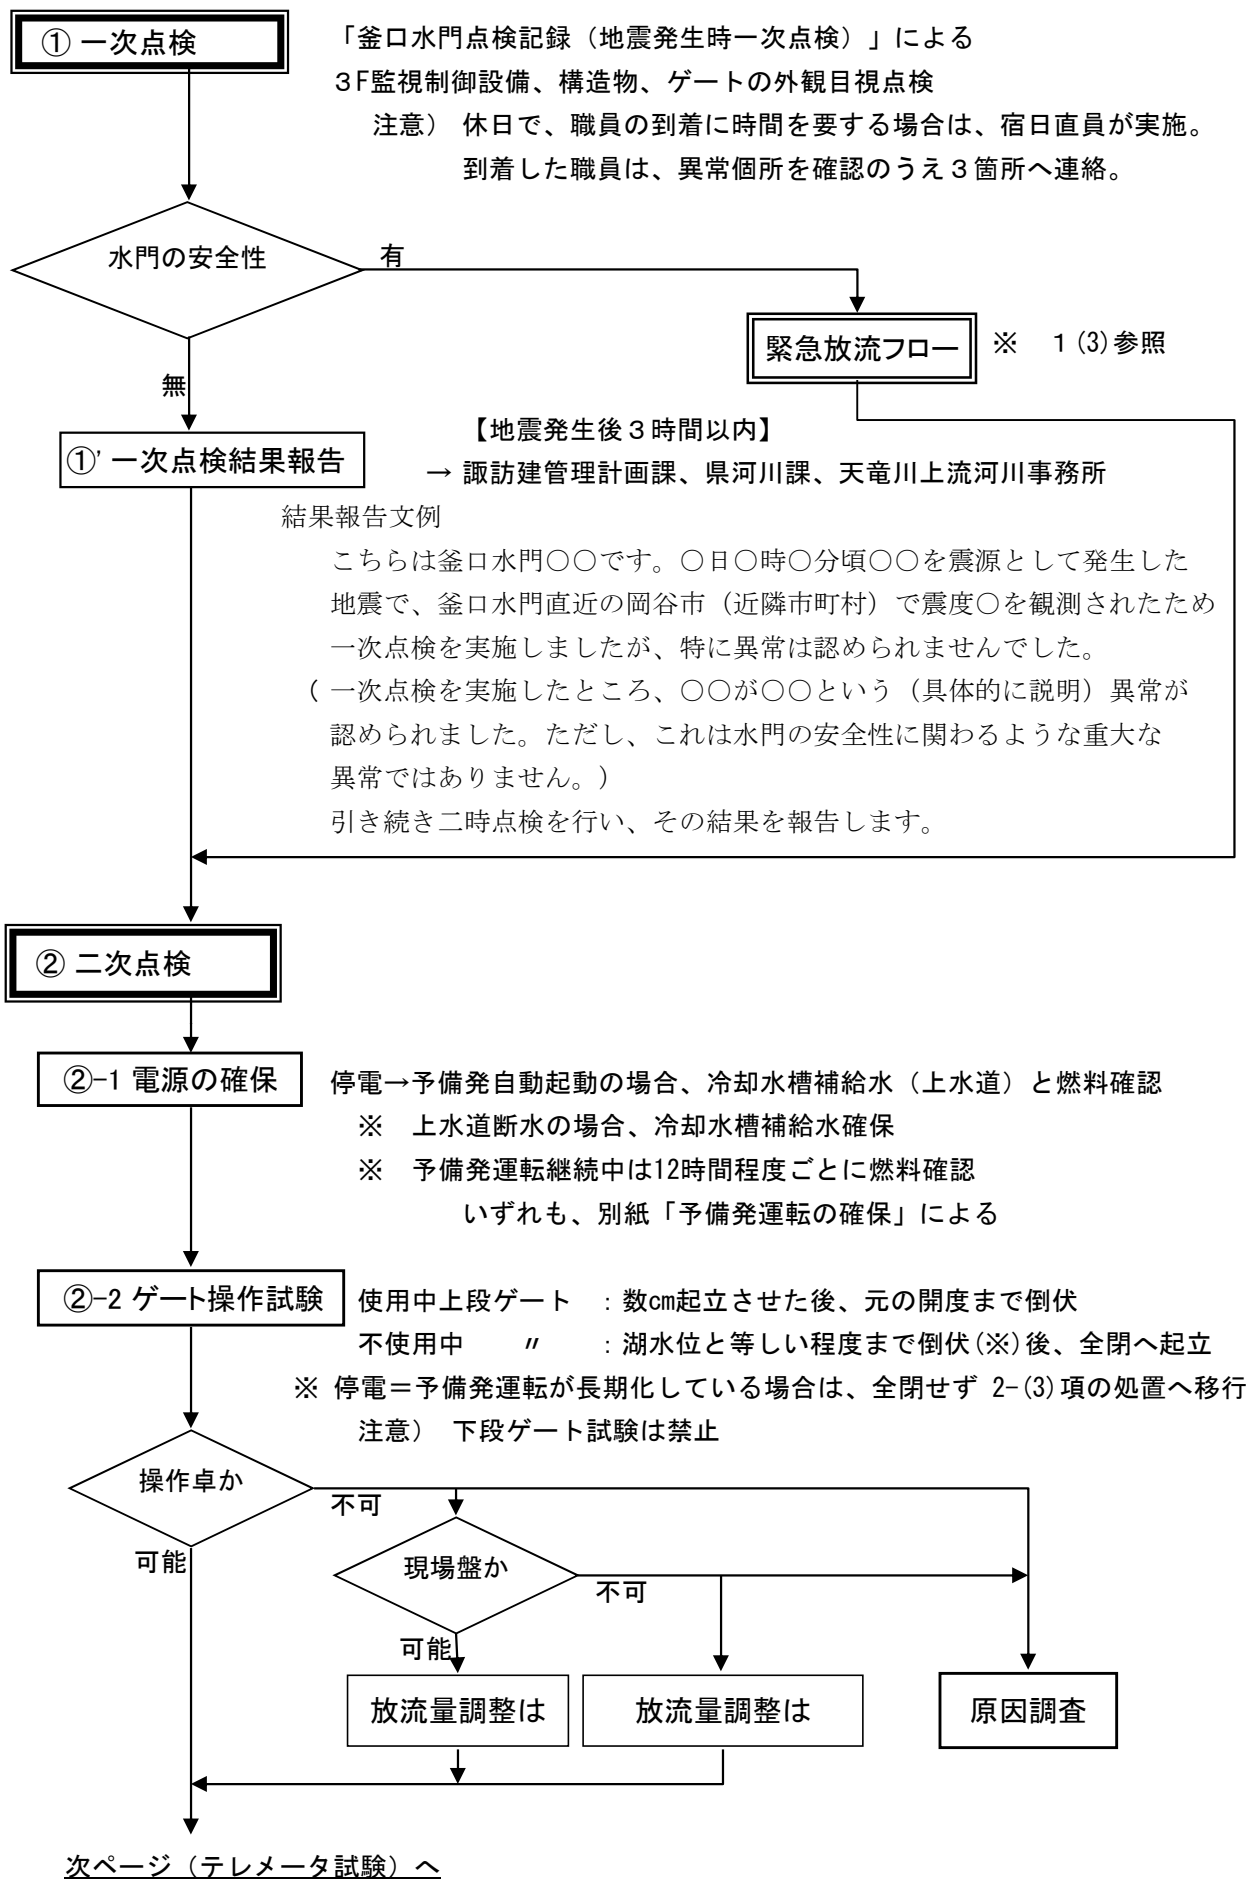 ① 一次点検
「釜口水門点検記録（地震発生時一次点検）」による
３F監視制御設備、構造物、ゲートの外観目視点検
注意） 休日で、職員の到着に時間を要する場合は、宿日直員が実施。
到着した職員は、異常個所を確認のうえ３箇所へ連絡。
水門の安全性
有
緊急放流フロー
※ １(3)参照
無
【地震発生後３時間以内】
①’ 一次点検結果報告
→ 諏訪建管理計画課、県河川課、天竜川上流河川事務所
結果報告文例
こちらは釜口水門○○です。○日○時○分頃○○を震源として発生した
地震で、釜口水門直近の岡谷市（近隣市町村）で震度○を観測されたため
一次点検を実施しましたが、特に異常は認められませんでした。
( 一次点検を実施したところ、○○が○○という（具体的に説明）異常が
認められました。ただし、これは水門の安全性に関わるような重大な
異常ではありません。）
引き続き二時点検を行い、その結果を報告します。
② 二次点検
②-1 電源の確保
停電→予備発自動起動の場合、冷却水槽補給水（上水道）と燃料確認
※ 上水道断水の場合、冷却水槽補給水確保
※ 予備発運転継続中は12時間程度ごとに燃料確認
いずれも、別紙「予備発運転の確保」による
②-2 ゲート操作試験
使用中上段ゲート ：数㎝起立させた後、元の開度まで倒伏
不使用中 〃 ：湖水位と等しい程度まで倒伏(※)後、全閉へ起立
※ 停電＝予備発運転が長期化している場合は、全閉せず 2-(3)項の処置へ移行
注意） 下段ゲート試験は禁止
操作卓か
不可
可能
現場盤か
不可
可能
放流量調整は
放流量調整は
原因調査
次ページ（テレメータ試験）へ